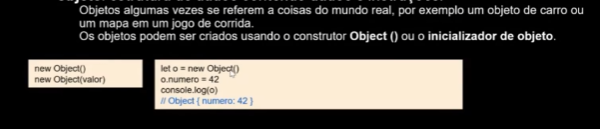 Objetos algumas vezes se referem a coisas do mundo real, por exemplo um objeto de carro ou
um mapa em um jogo de corrida.
Os objetos podem ser criados usando o construtor Object () ou o inicializador de objeto.
new Object()
new Object(valor)
let o = new Object()
o.numero = 42
console.log(o)
// Object { numero: 42 }